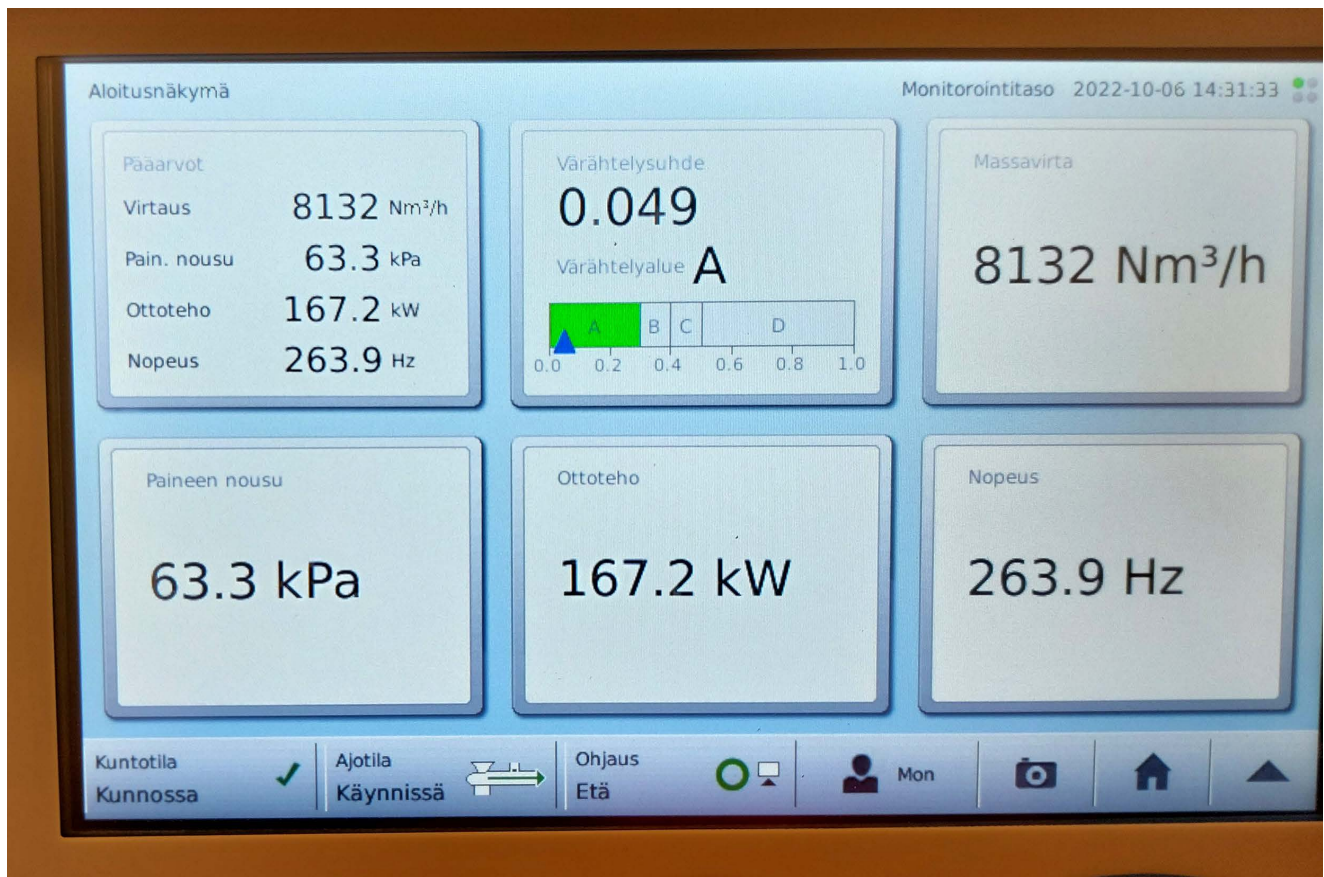 Aloitusnäkymä
Monitorointitaso 2022-10-06 14:31:33
Pääarvot
Virtaus 8132 Nm³/h
Pain. nousu 63.3 kPa
Ottoteho 167.2 kW
Nopeus 263.9 Hz
Värähtelysuhde
0.049
Värähtelyalue A
A B C D
0.0 0.2 0.4 0.6 0.8 1.0
Massavirta
8132 Nm³/h
Paineen nousu
63.3 kPa
Ottoteho
167.2 kW
Nopeus
263.9 Hz
Kuntotila
Kunnossa
Ajotila
Käynnissä
Ohjaus
Etä
Mon